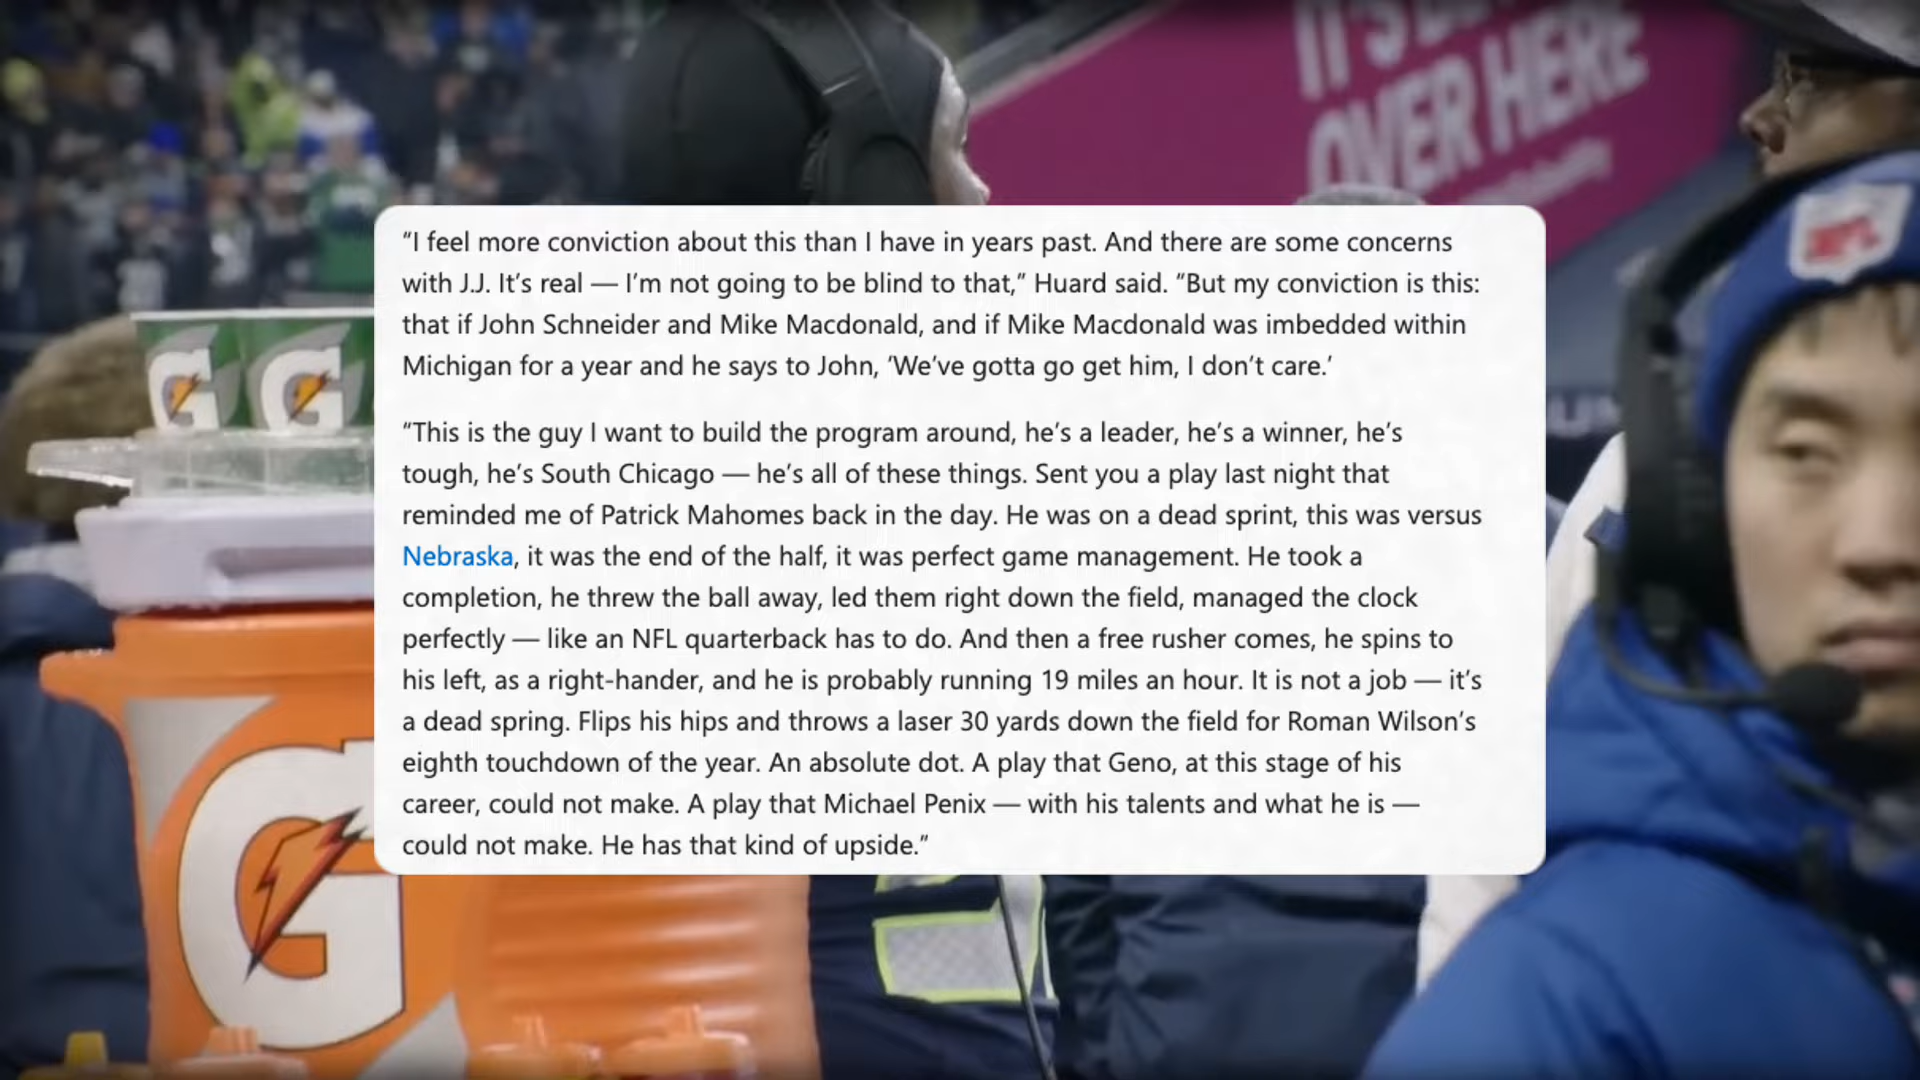 IT'S
OVER HERE
"I feel more conviction about this than I have in years past. And there are some concerns
with J.J. It's real — I'm not going to be blind to that," Huard said. "But my conviction is this:
that if John Schneider and Mike Macdonald, and if Mike Macdonald was imbedded within
Michigan for a year and he says to John, 'We've gotta go get him, I don't care.'
"This is the guy I want to build the program around, he's a leader, he's a winner, he's
tough, he's South Chicago — he's all of these things. Sent you a play last night that
reminded me of Patrick Mahomes back in the day. He was on a dead sprint, this was versus
Nebraska, it was the end of the half, it was perfect game management. He took a
completion, he threw the ball away, led them right down the field, managed the clock
perfectly — like an NFL quarterback has to do. And then a free rusher comes, he spins to
his left, as a right-hander, and he is probably running 19 miles an hour. It is not a job — it's
a dead spring. Flips his hips and throws a laser 30 yards down the field for Roman Wilson's
eighth touchdown of the year. An absolute dot. A play that Geno, at this stage of his
career, could not make. A play that Michael Penix — with his talents and what he is —
could not make. He has that kind of upside."
G
G
G
NFL